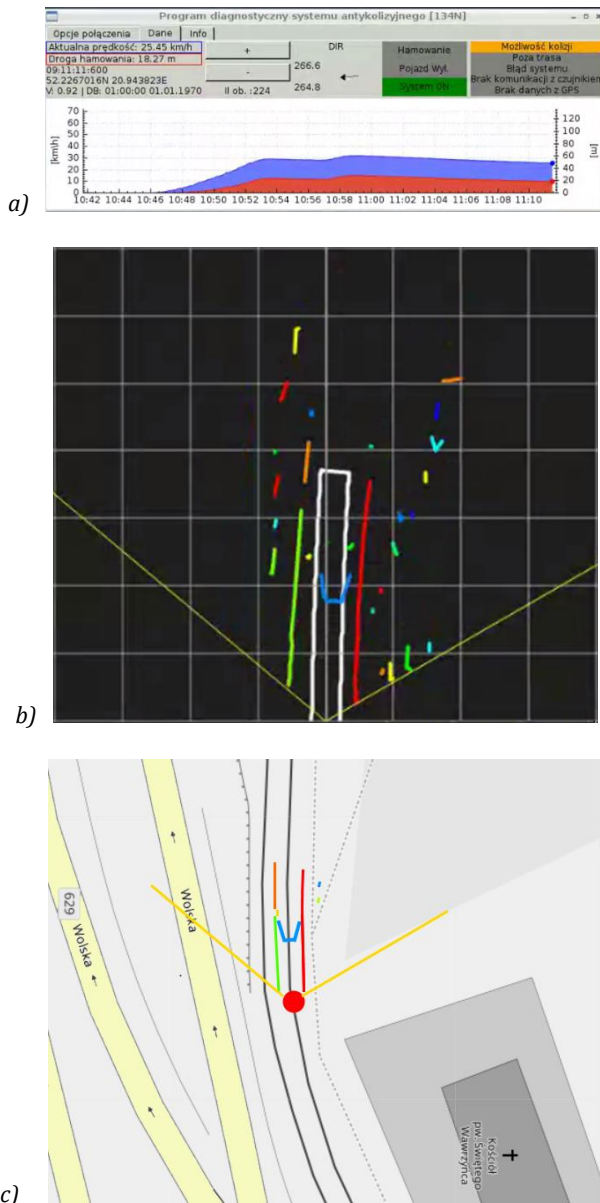 Program diagnostyczny systemu antykolizyjnego [134N]
Opcje połączenia Dane Info
Aktualna prędkość: 25.45 km/h
Droga hamowania: 18.27 m
09:11:11:600
52.2267016N 20.943823E
V: 0.92 | DB: 01:00:00 01.01.1970
+
-
Il ob. :224
DIR
266.6
264.8
Hamowanie
Pojazd Wył.
System ON
Możliwość kolizji
Poza trasa
Błąd systemu
Brak komunikacji z czujnikiem
Brak danych z GPS
[km/h]
70
60
50
40
30
20
10
0
120
100
80
60
40
20
0
[m]
10:42 10:44 10:46 10:48 10:50 10:52 10:54 10:56 10:58 11:00 11:02 11:04 11:06 11:08 11:10
a)
b)
629
Wolska
Wolska
Kościół
pw. Świętego
Wawrzyńca
c)